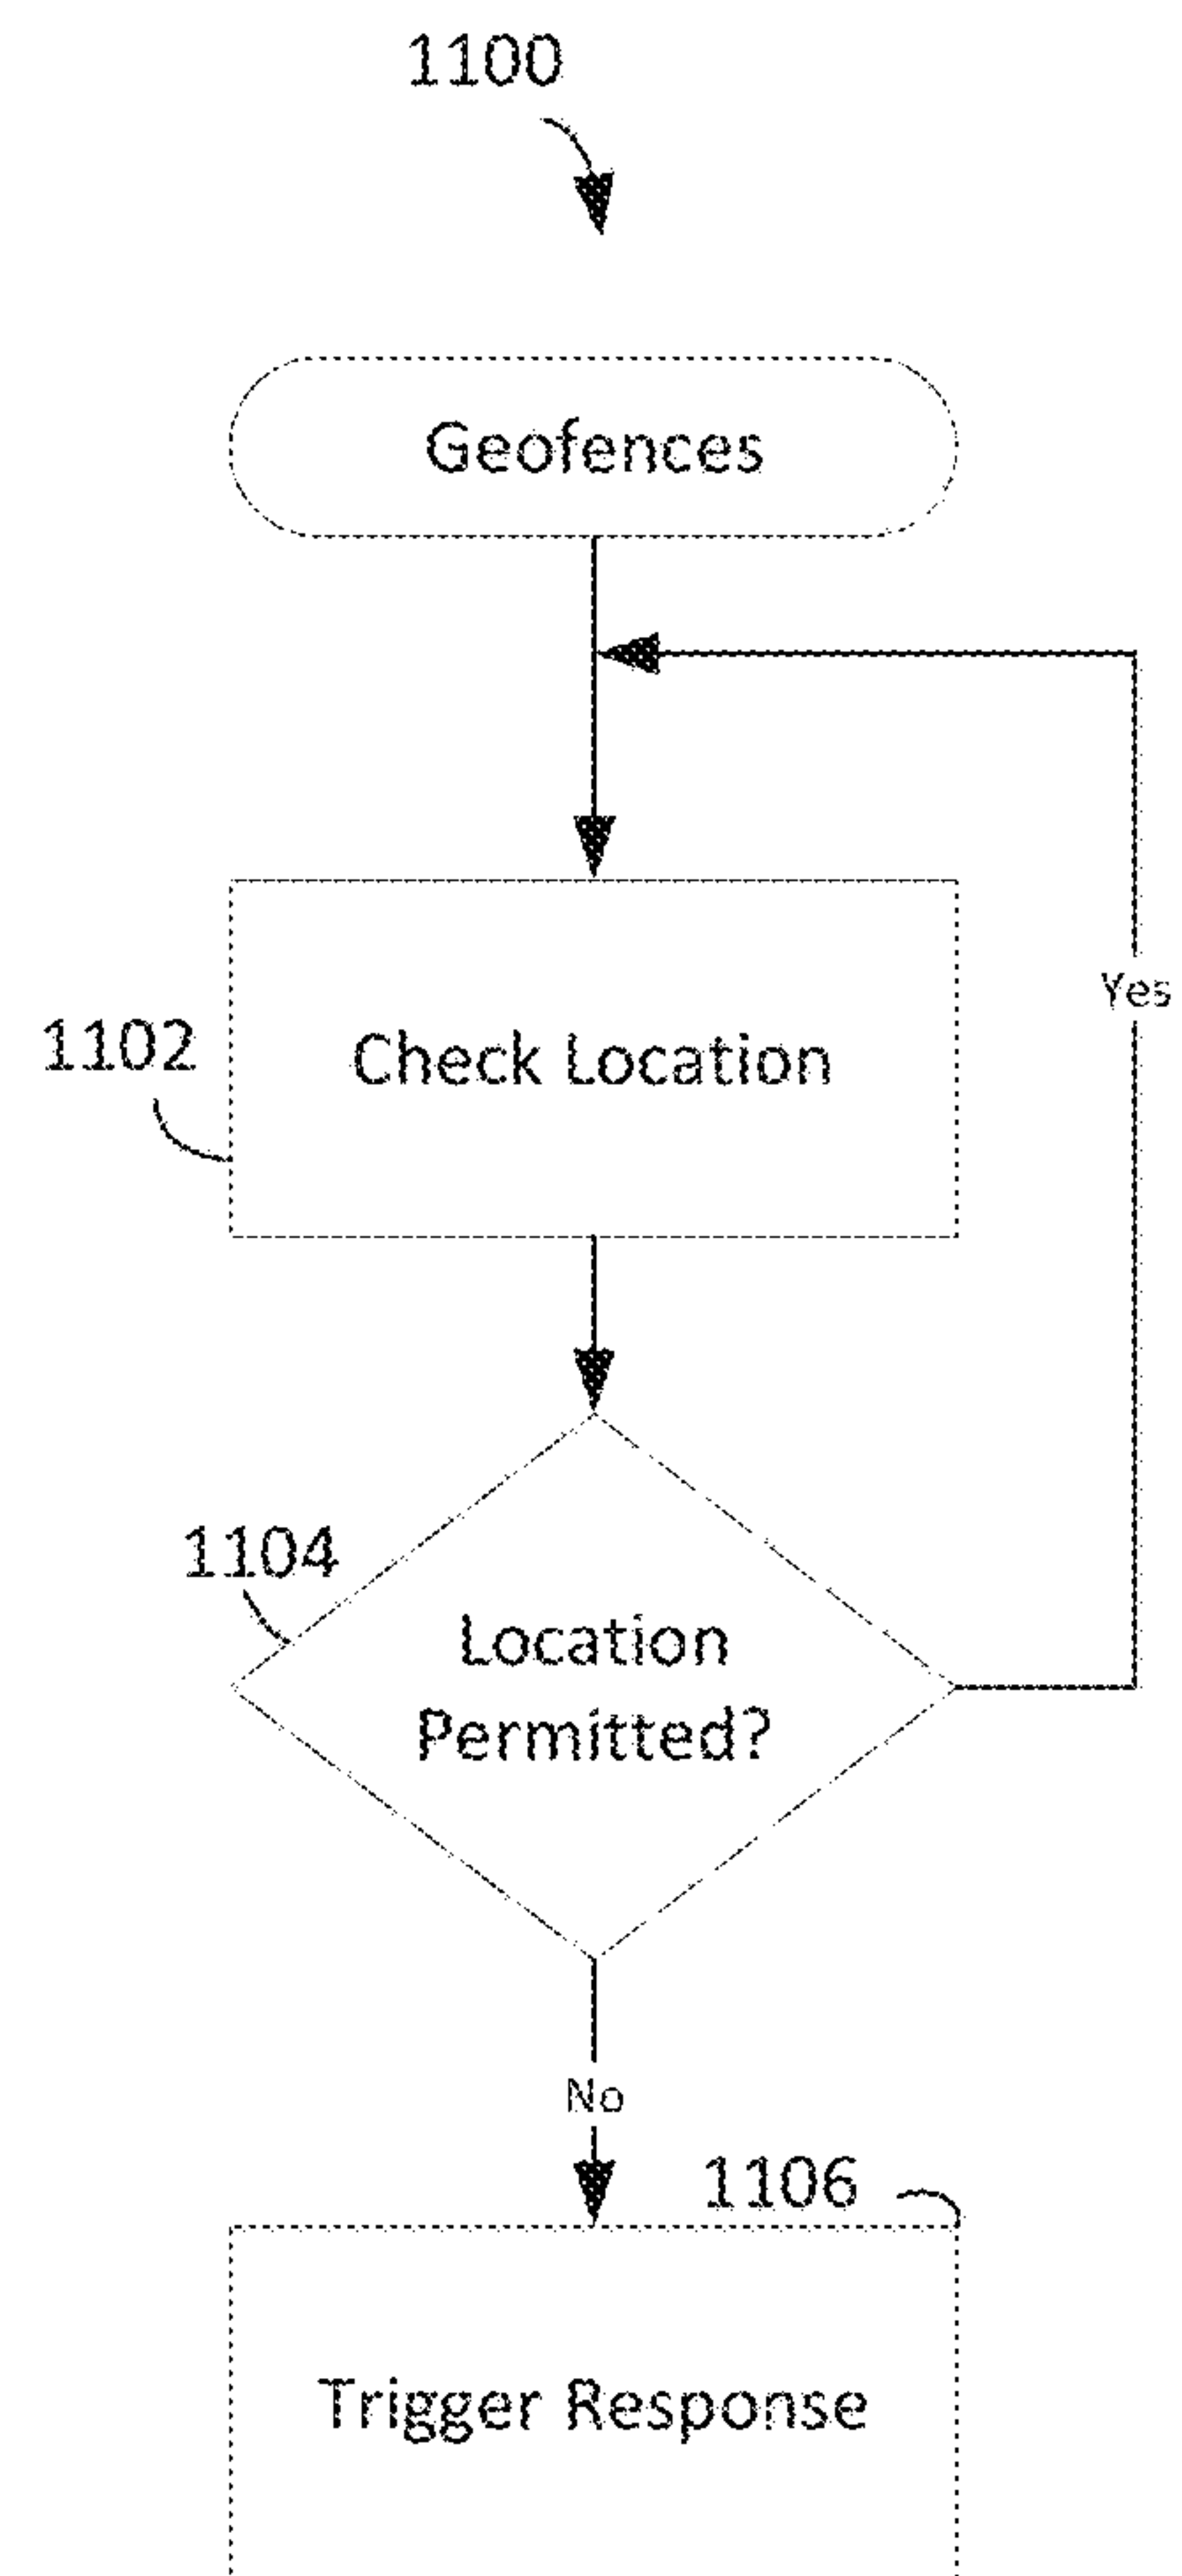 1100
Geofences
Yes
1102
Check Location
1104
Location
Permitted?
No
1106
Trigger Response